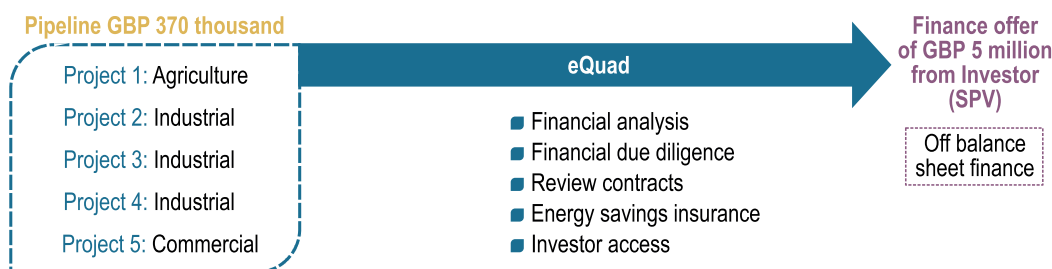 Pipeline GBP 370 thousand
Project 1: Agriculture
Project 2: Industrial
Project 3: Industrial
Project 4: Industrial
Project 5: Commercial
eQuad
Financial analysis
Financial due diligence
Review contracts
Energy savings insurance
Investor access
Finance offer
of GBP 5 million
from Investor
(SPV)
Off balance
sheet finance